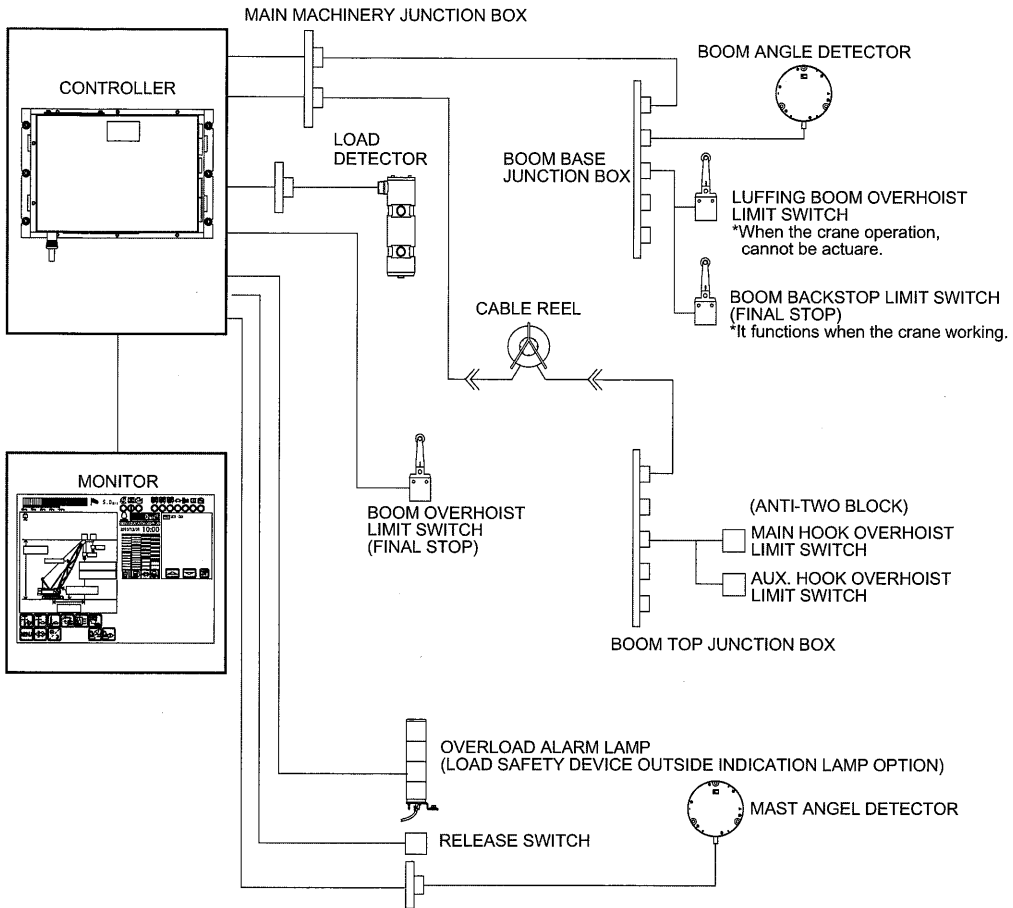 MAIN MACHINERY JUNCTION BOX
CONTROLLER
BOOM ANGLE DETECTOR
LOAD
DETECTOR
BOOM BASE
JUNCTION BOX
LUFFING BOOM OVERHOIST
LIMIT SWITCH
*When the crane operation,
cannot be actuare.
BOOM BACKSTOP LIMIT SWITCH
(FINAL STOP)
*It functions when the crane working.
CABLE REEL
MONITOR
10:00
BOOM OVERHOIST
LIMIT SWITCH
(FINAL STOP)
(ANTI-TWO BLOCK)
MAIN HOOK OVERHOIST
LIMIT SWITCH
AUX. HOOK OVERHOIST
LIMIT SWITCH
BOOM TOP JUNCTION BOX
OVERLOAD ALARM LAMP
(LOAD SAFETY DEVICE OUTSIDE INDICATION LAMP OPTION)
MAST ANGEL DETECTOR
RELEASE SWITCH